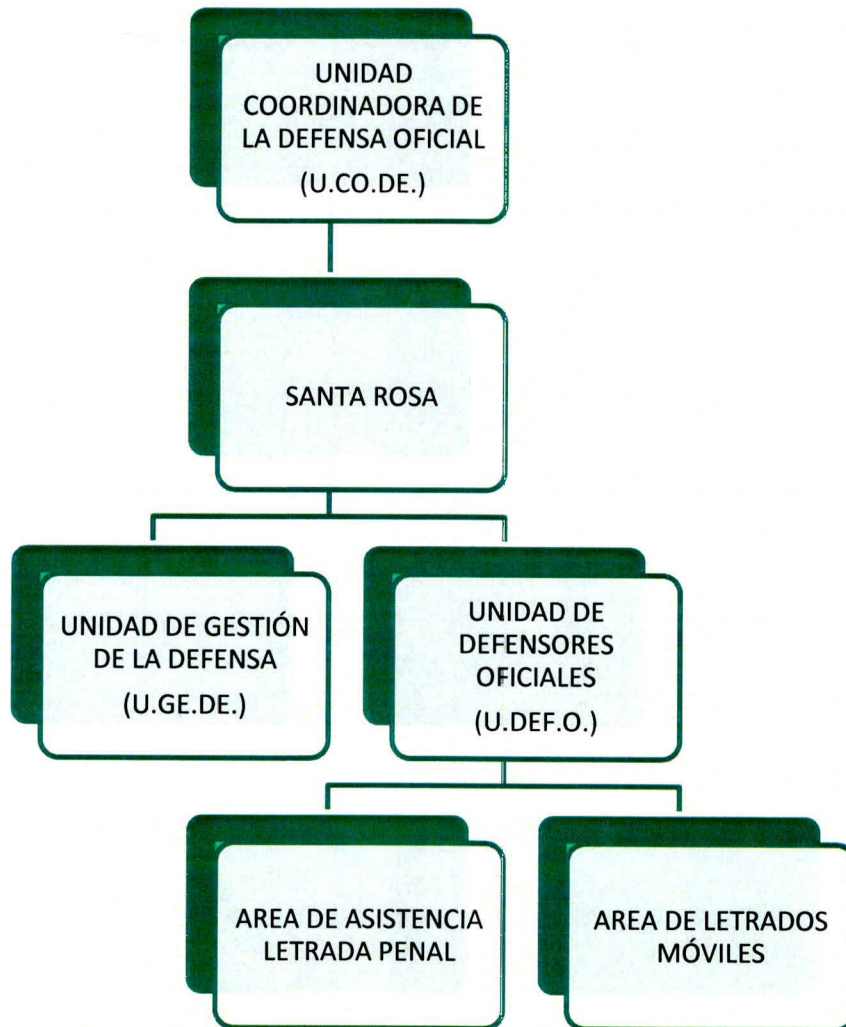 UNIDAD
COORDINADORA DE
LA DEFENSA OFICIAL
(U.CO.DE.)
SANTA ROSA
UNIDAD DE GESTIÓN
DE LA DEFENSA
(U.GE.DE.)
UNIDAD DE
DEFENSORES
OFICIALES
(U.DEF.O.)
AREA DE ASISTENCIA
LETRADA PENAL
AREA DE LETRADOS
MÓVILES